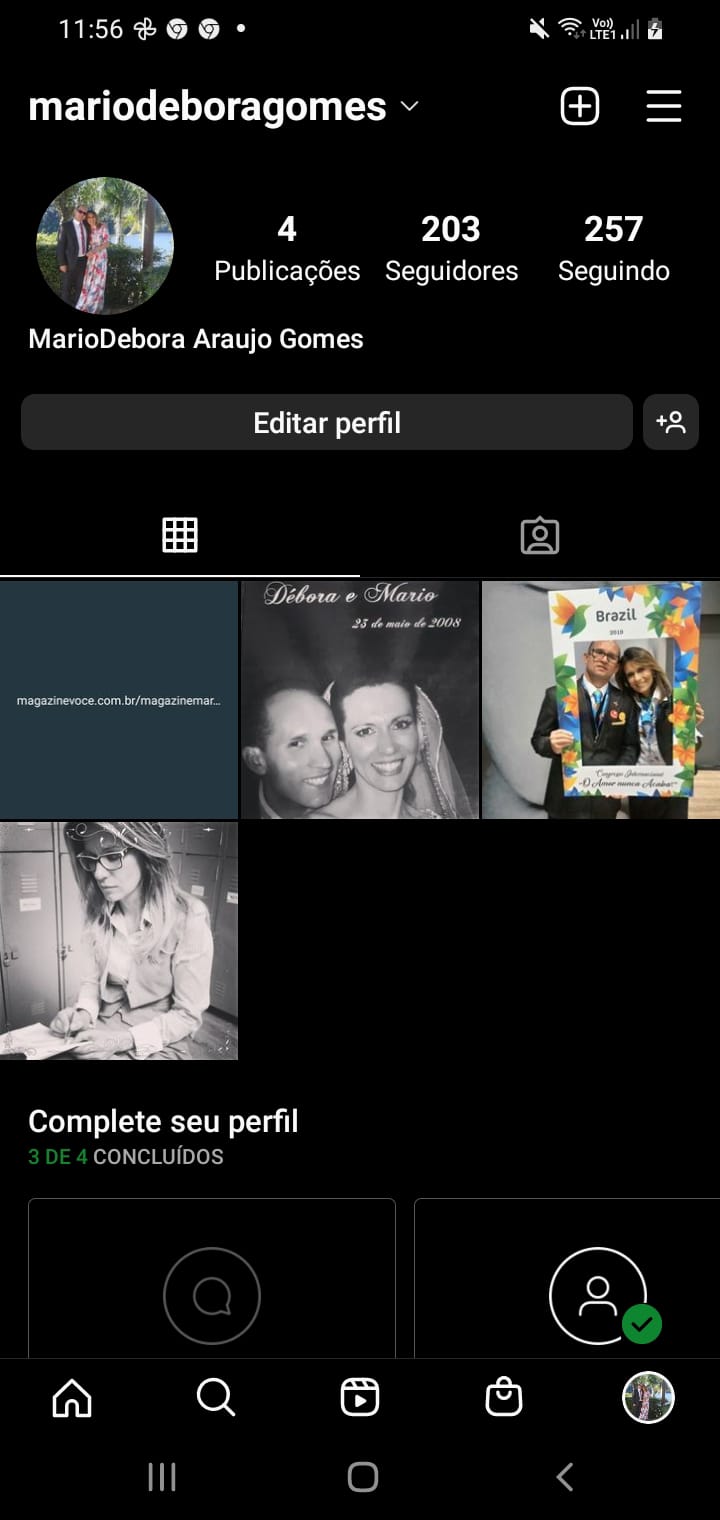 11:56
Vo))
LTE1
mariodeboragomes
4
203
257
Publicações
Seguidores
Seguindo
MarioDebora Araujo Gomes
Editar perfil
magazinevoce.com.br/magazinemar...
Débora e Mario
23 de maio de 2008
Brazil
2019
Congresso Internacional
"O Amor nunca Acaba!"
Complete seu perfil
3 DE 4 CONCLUÍDOS